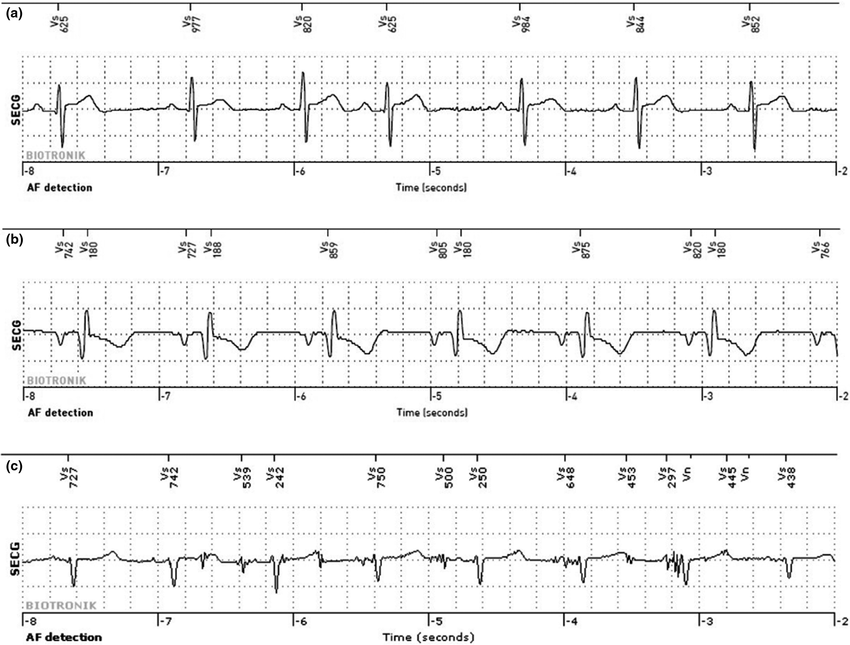 (a)
Vs 625 Vs 977 Vs 820 Vs 625 Vs 984 Vs 844 Vs 852
SECG
BIOTRONIK
-8 -7 -6 -5 -4 -3 -2
AF detection Time (seconds)
(b)
Vs 742 Vs 180 Vs 727 Vs 188 Vs 859 Vs 805 Vs 180 Vs 875 Vs 820 Vs 180 Vs 766
SECG
BIOTRONIK
-8 -7 -6 -5 -4 -3 -2
AF detection Time (seconds)
(c)
Vs 727 Vs 742 Vs 539 Vs 242 Vs 750 Vs 500 Vs 250 Vs 648 Vs 453 Vs 297 Vn Vs 445 Vn Vs 438
SECG
BIOTRONIK
-8 -7 -6 -5 -4 -3 -2
AF detection Time (seconds)